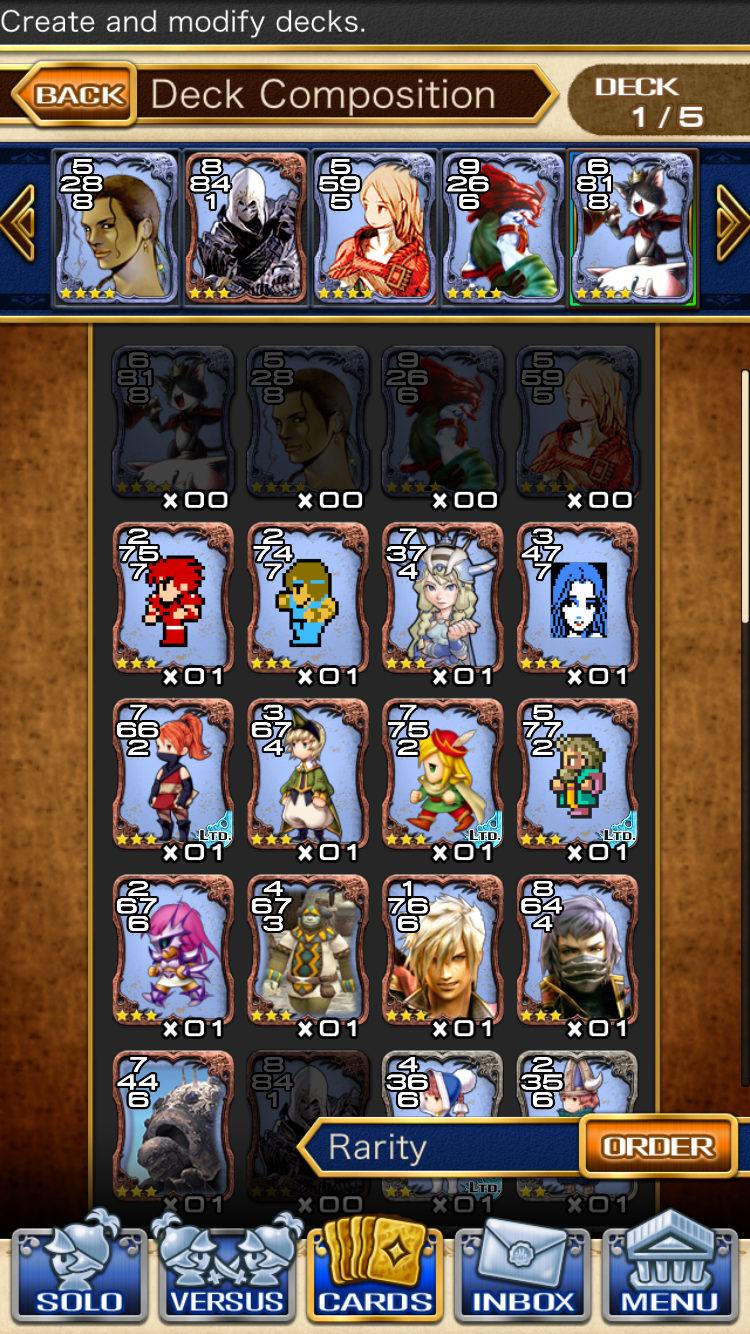 Create and modify decks.
BACK Deck Composition DECK 1/5
5 8 5 9 6
28 84 59 26 81
8 1 5 6 8
6 5 9 5
81 28 26 59
8 8 6 5
×00 ×00 ×00 ×00
2 2 7 3
75 74 37 47
7 7 4 7
×01 ×01 ×01 ×01
7 3 7 5
66 67 75 77
2 4 2 2
LTD. LTD. LTD.
×01 ×01 ×01 ×01
2 4 1 8
67 67 76 64
6 3 6 4
×01 ×01 ×01 ×01
7 8 4 2
44 84 36 35
6 1 6 6
Rarity ORDER
LTD.
×01 ×00 ×01 ×01
SOLO VERSUS CARDS INBOX MENU